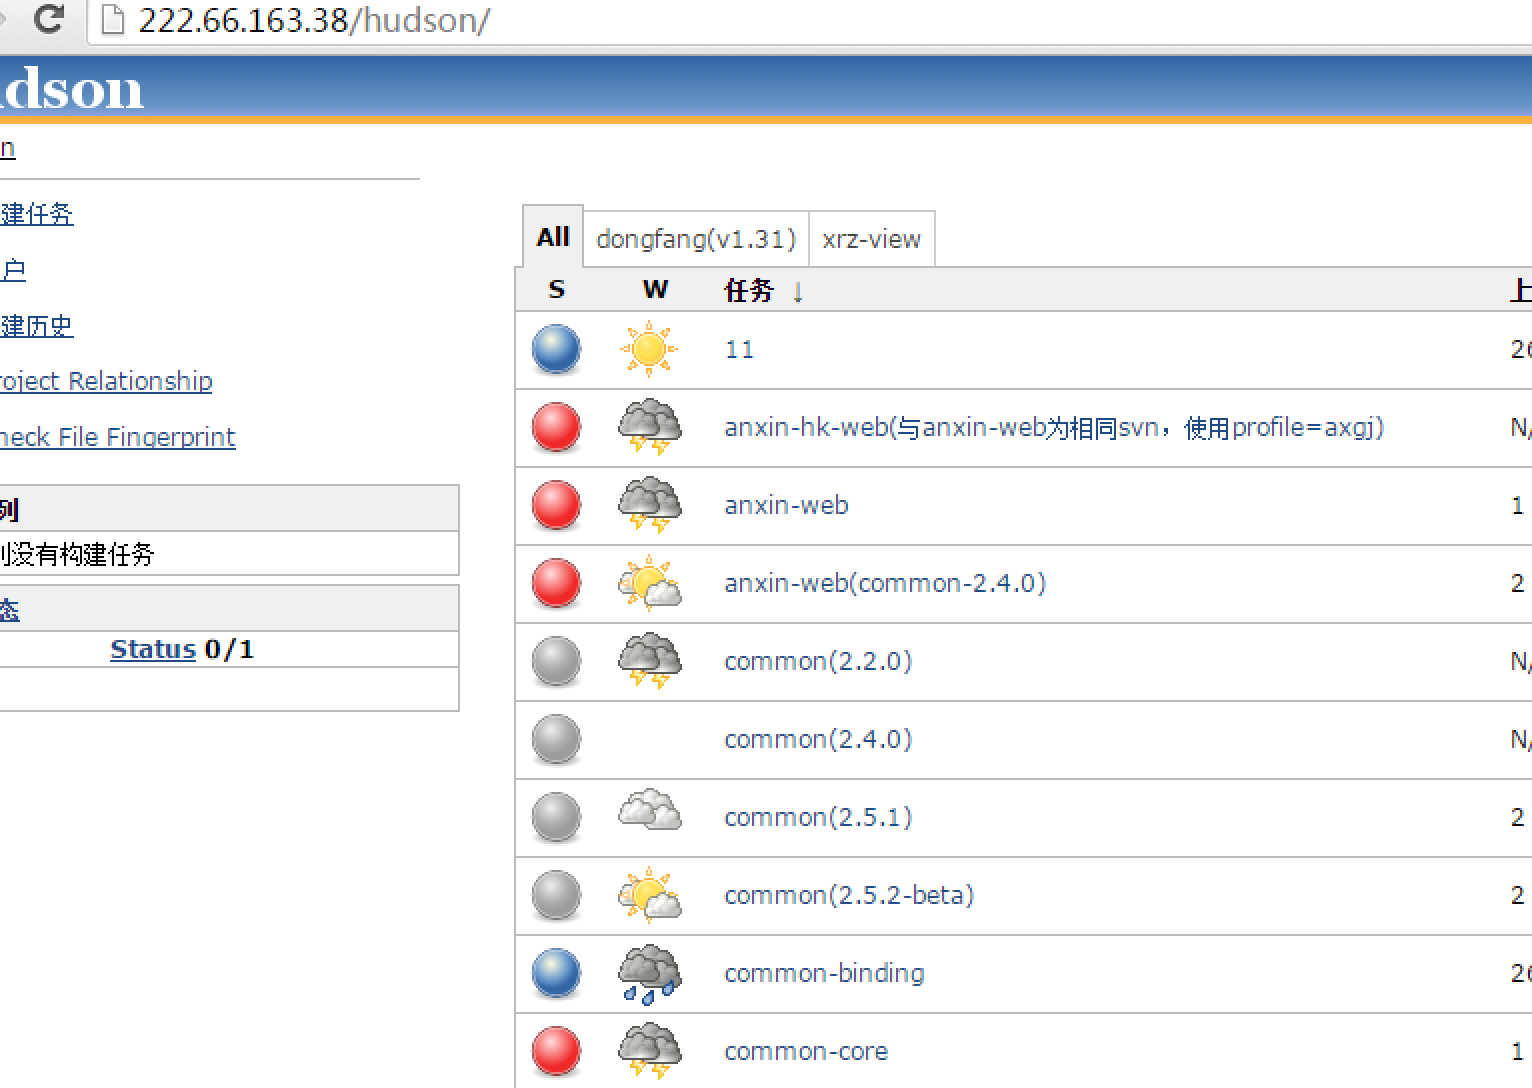 222.66.163.38/hudson/
dson
n
建任务
户
建历史
roject Relationship
heck File Fingerprint
列
没有构建任务
态
Status 0/1
All dongfang(v1.31) xrz-view
S W 任务 ↓ 上
11 26
anxin-hk-web(与anxin-web为相同svn，使用profile=axgj) N/
anxin-web 1
anxin-web(common-2.4.0) 2
common(2.2.0) N/
common(2.4.0) N/
common(2.5.1) 2
common(2.5.2-beta) 2
common-binding 26
common-core 1